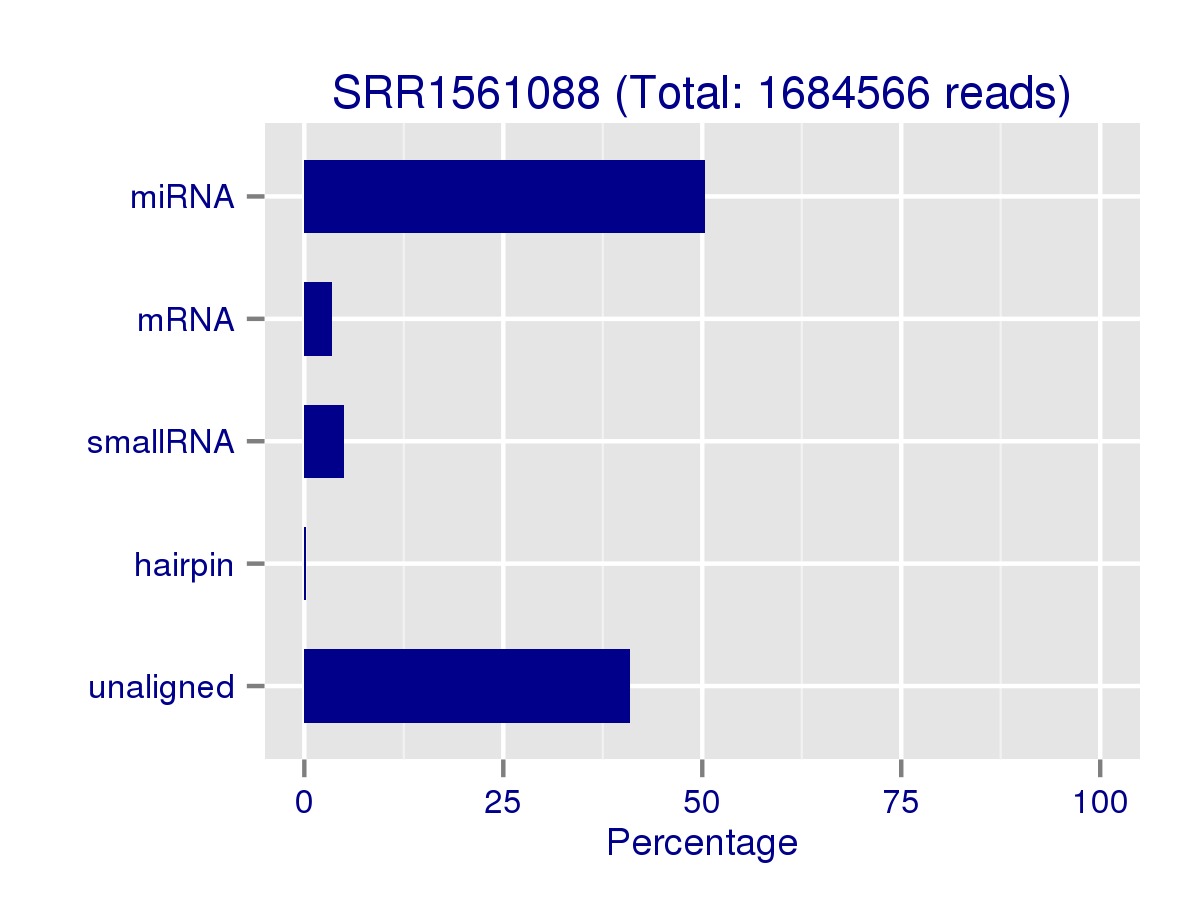 SRR1561088 (Total: 1684566 reads)
miRNA
mRNA
smallRNA
hairpin
unaligned
0 25 50 75 100
Percentage